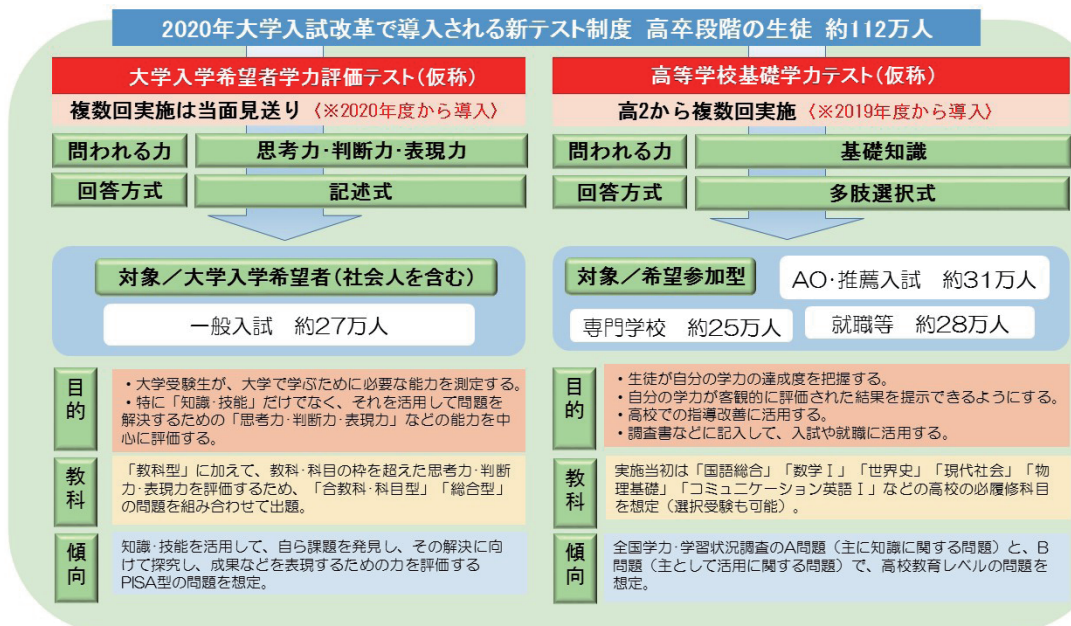 2020年大学入試改革で導入される新テスト制度 高卒段階の生徒 約112万人
大学入学希望者学力評価テスト(仮称)
複数回実施は当面見送り〈※2020年度から導入〉
問われる力
思考力・判断力・表現力
回答方式
記述式
対象/大学入学希望者(社会人を含む)
一般入試 約27万人
目的
・大学受験生が、大学で学ぶために必要な能力を測定する。
・特に「知識・技能」だけでなく、それを活用して問題を
解決するための「思考力・判断力・表現力」などの能力を中
心に評価する。
教科
「教科型」に加えて、教科・科目の枠を超えた思考力・判断
力・表現力を評価するため、「合教科・科目型」「総合型」
の問題を組み合わせて出題。
傾向
知識・技能を活用して、自ら課題を発見し、その解決に向
けて探究し、成果などを表現するための力を評価する
PISA型の問題を想定。
高等学校基礎学力テスト(仮称)
高2から複数回実施〈※2019年度から導入〉
問われる力
基礎知識
回答方式
多肢選択式
対象/希望参加型
AO・推薦入試 約31万人
専門学校 約25万人
就職等 約28万人
目的
・生徒が自分の学力の達成度を把握する。
・自分の学力が客観的に評価された結果を提示できるようにする。
・高校での指導改善に活用する。
・調査書などに記入して、入試や就職に活用する。
教科
実施当初は「国語総合」「数学Ⅰ」「世界史」「現代社会」「物
理基礎」「コミュニケーション英語Ⅰ」などの高校の必履修科目
を想定(選択受験も可能)。
傾向
全国学力・学習状況調査のA問題(主に知識に関する問題)と、B
問題(主として活用に関する問題)で、高校教育レベルの問題を
想定。